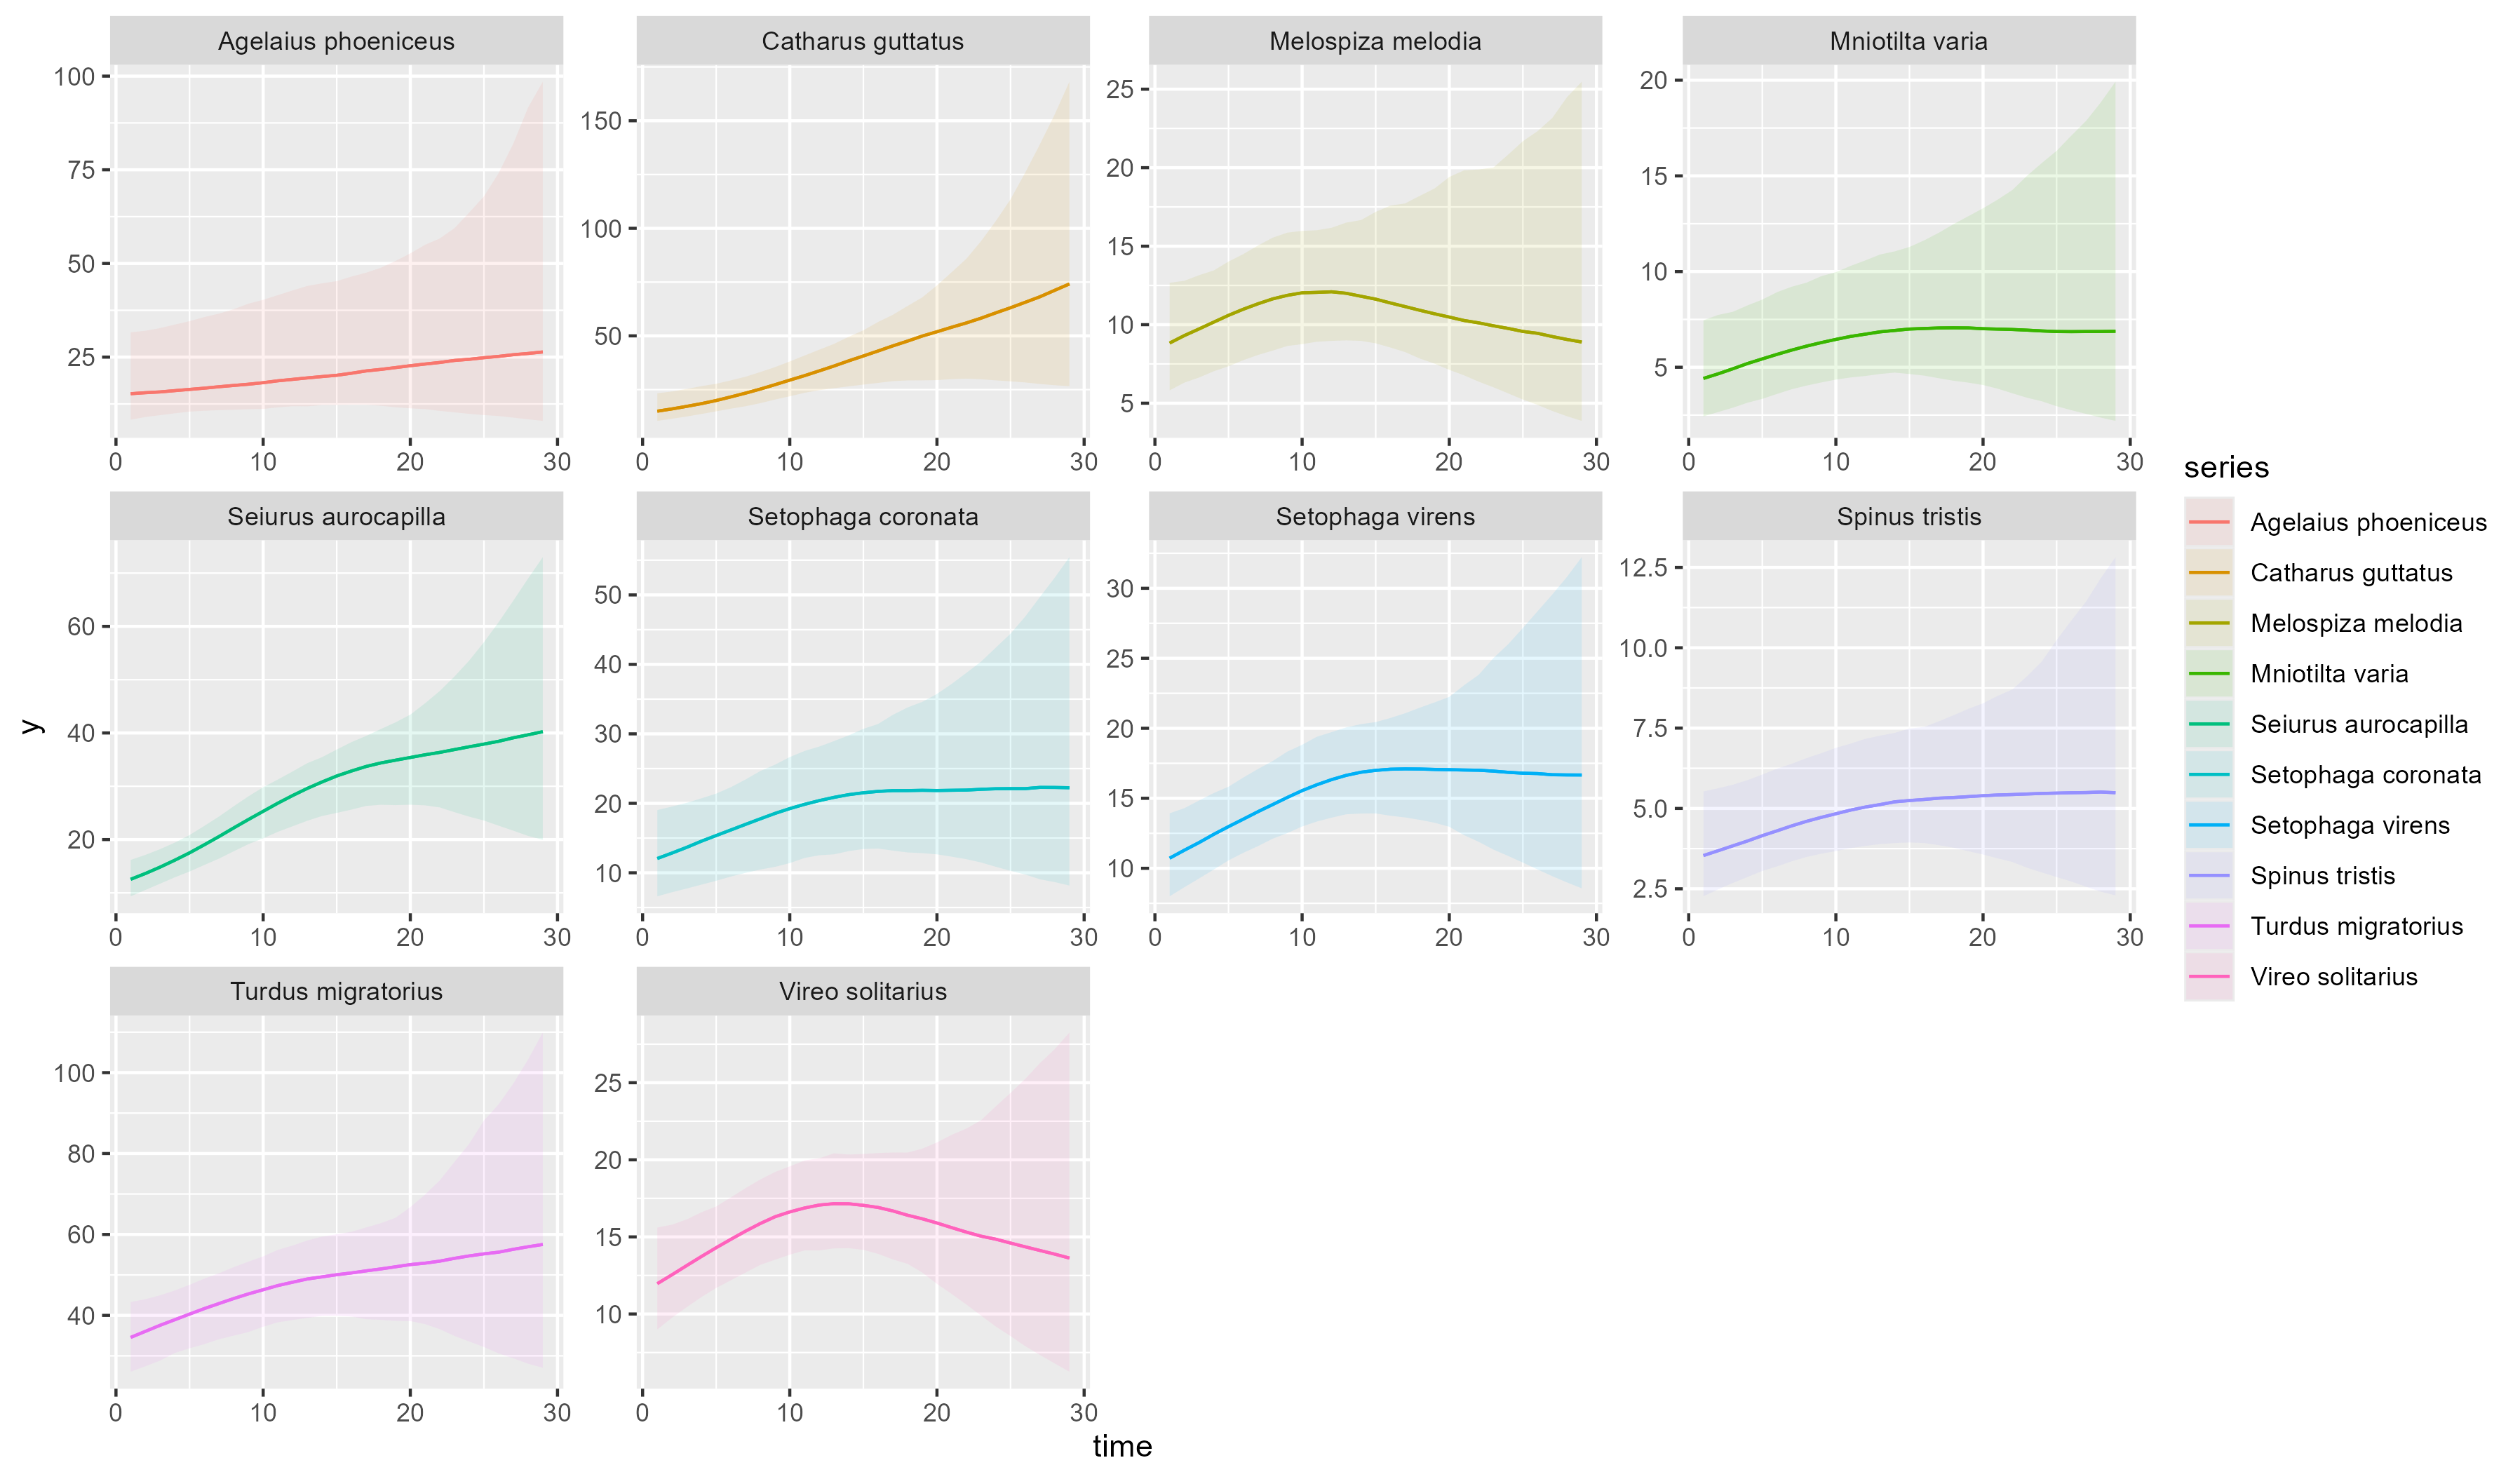 Agelaius phoeniceus
Catharus guttatus
Melospiza melodia
Mniotilta varia
100
75
50
25
0 10 20 30
150
100
50
0 10 20 30
25
20
15
10
5
0 10 20 30
20
15
10
5
0 10 20 30
Seiurus aurocapilla
Setophaga coronata
Setophaga virens
Spinus tristis
60
40
20
0 10 20 30
50
40
30
20
10
0 10 20 30
30
25
20
15
10
0 10 20 30
12.5
10.0
7.5
5.0
2.5
0 10 20 30
Turdus migratorius
Vireo solitarius
100
80
60
40
0 10 20 30
25
20
15
10
0 10 20 30
y
time
series
Agelaius phoeniceus
Catharus guttatus
Melospiza melodia
Mniotilta varia
Seiurus aurocapilla
Setophaga coronata
Setophaga virens
Spinus tristis
Turdus migratorius
Vireo solitarius